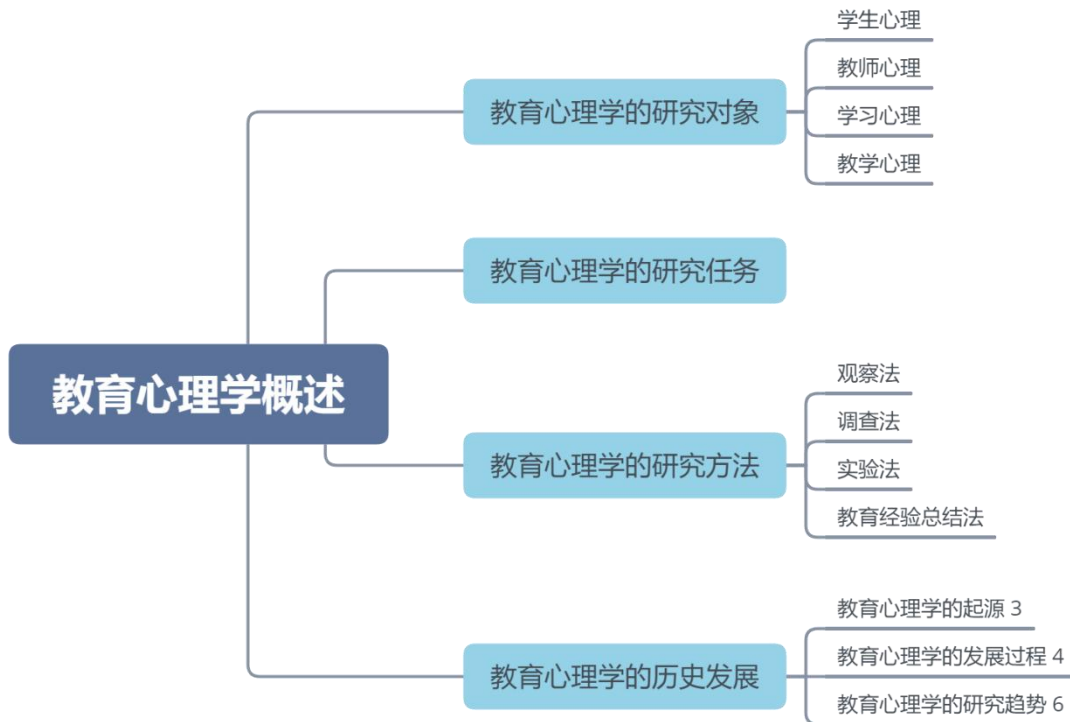 教育心理学概述
教育心理学的研究对象
学生心理
教师心理
学习心理
教学心理
教育心理学的研究任务
教育心理学的研究方法
观察法
调查法
实验法
教育经验总结法
教育心理学的历史发展
教育心理学的起源 3
教育心理学的发展过程 4
教育心理学的研究趋势 6